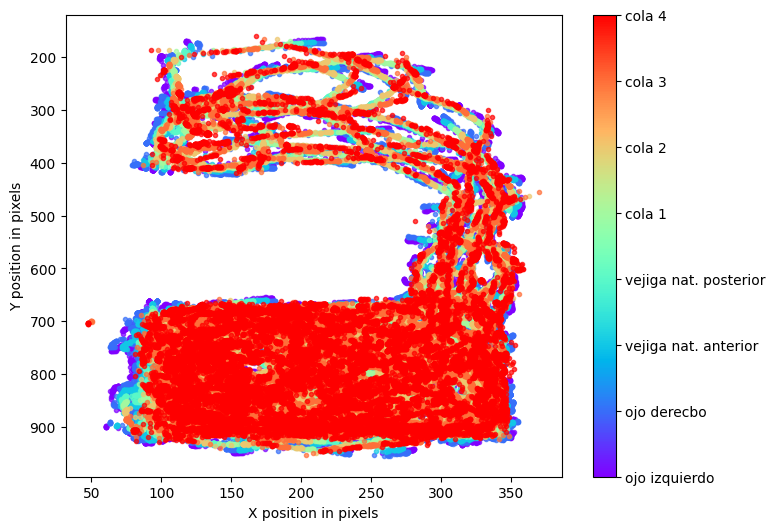 200
300
400
500
600
700
800
900
Y position in pixels
50
100
150
200
250
300
350
X position in pixels
cola 4
cola 3
cola 2
cola 1
vejiga nat. posterior
vejiga nat. anterior
ojo derecbo
ojo izquierdo